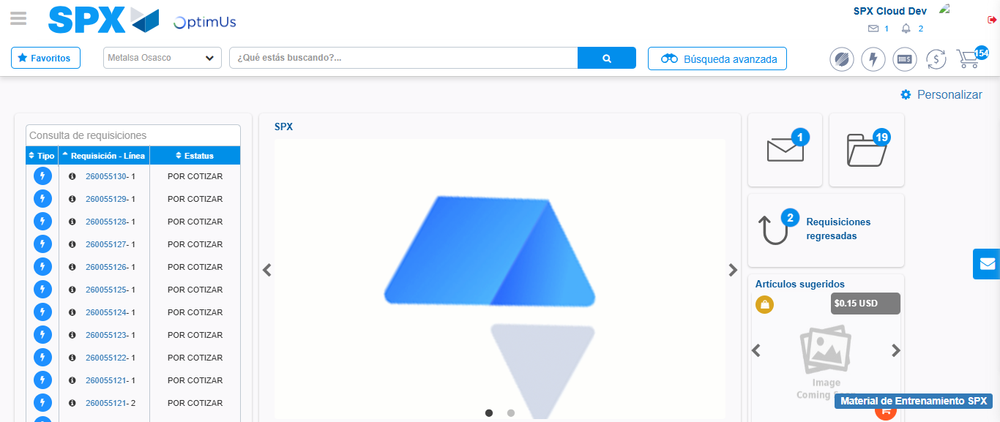 SPX
OptimUs
SPX Cloud Dev
1
2
Favoritos
Metalsa Osasco
¿Qué estás buscando?...
Búsqueda avanzada
154
Personalizar
Consulta de requisiciones
Tipo
Requisición - Línea
Estatus
260055130- 1
POR COTIZAR
260055129- 1
POR COTIZAR
260055128- 1
POR COTIZAR
260055127- 1
POR COTIZAR
260055126- 1
POR COTIZAR
260055125- 1
POR COTIZAR
260055124- 1
POR COTIZAR
260055123- 1
POR COTIZAR
260055122- 1
POR COTIZAR
260055121- 1
POR COTIZAR
260055121- 2
POR COTIZAR
SPX
1
19
2
Requisiciones
regresadas
Artículos sugeridos
$0.15 USD
Image
Coming
Material de Entrenamiento SPX